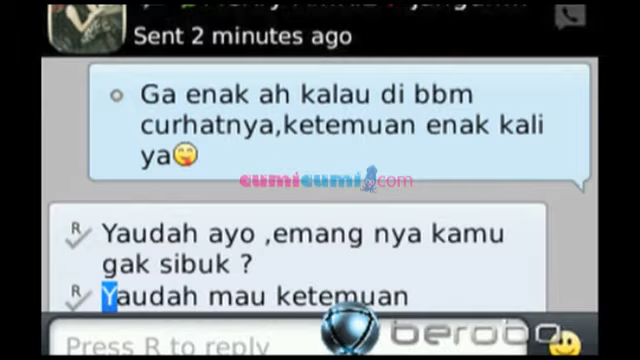 Sent 2 minutes ago
Ga enak ah kalau di bbm
curhatnya,ketemuan enak kali
ya
cumicumi.com
R
Yaudah ayo ,emang nya kamu
gak sibuk ?
R
Yaudah mau ketemuan
Press R to reply
berobo